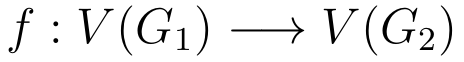 f : V(G₁) ⟶ V(G₂)